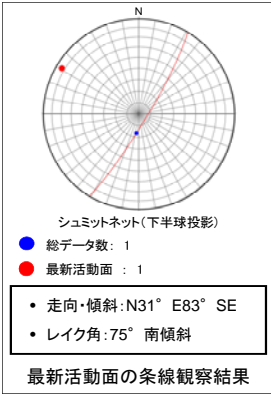 N
シュミットネット(下半球投影)
総データ数: 1
最新活動面 : 1
• 走向・傾斜:N31° E83° SE
• レイク角:75° 南傾斜
最新活動面の条線観察結果